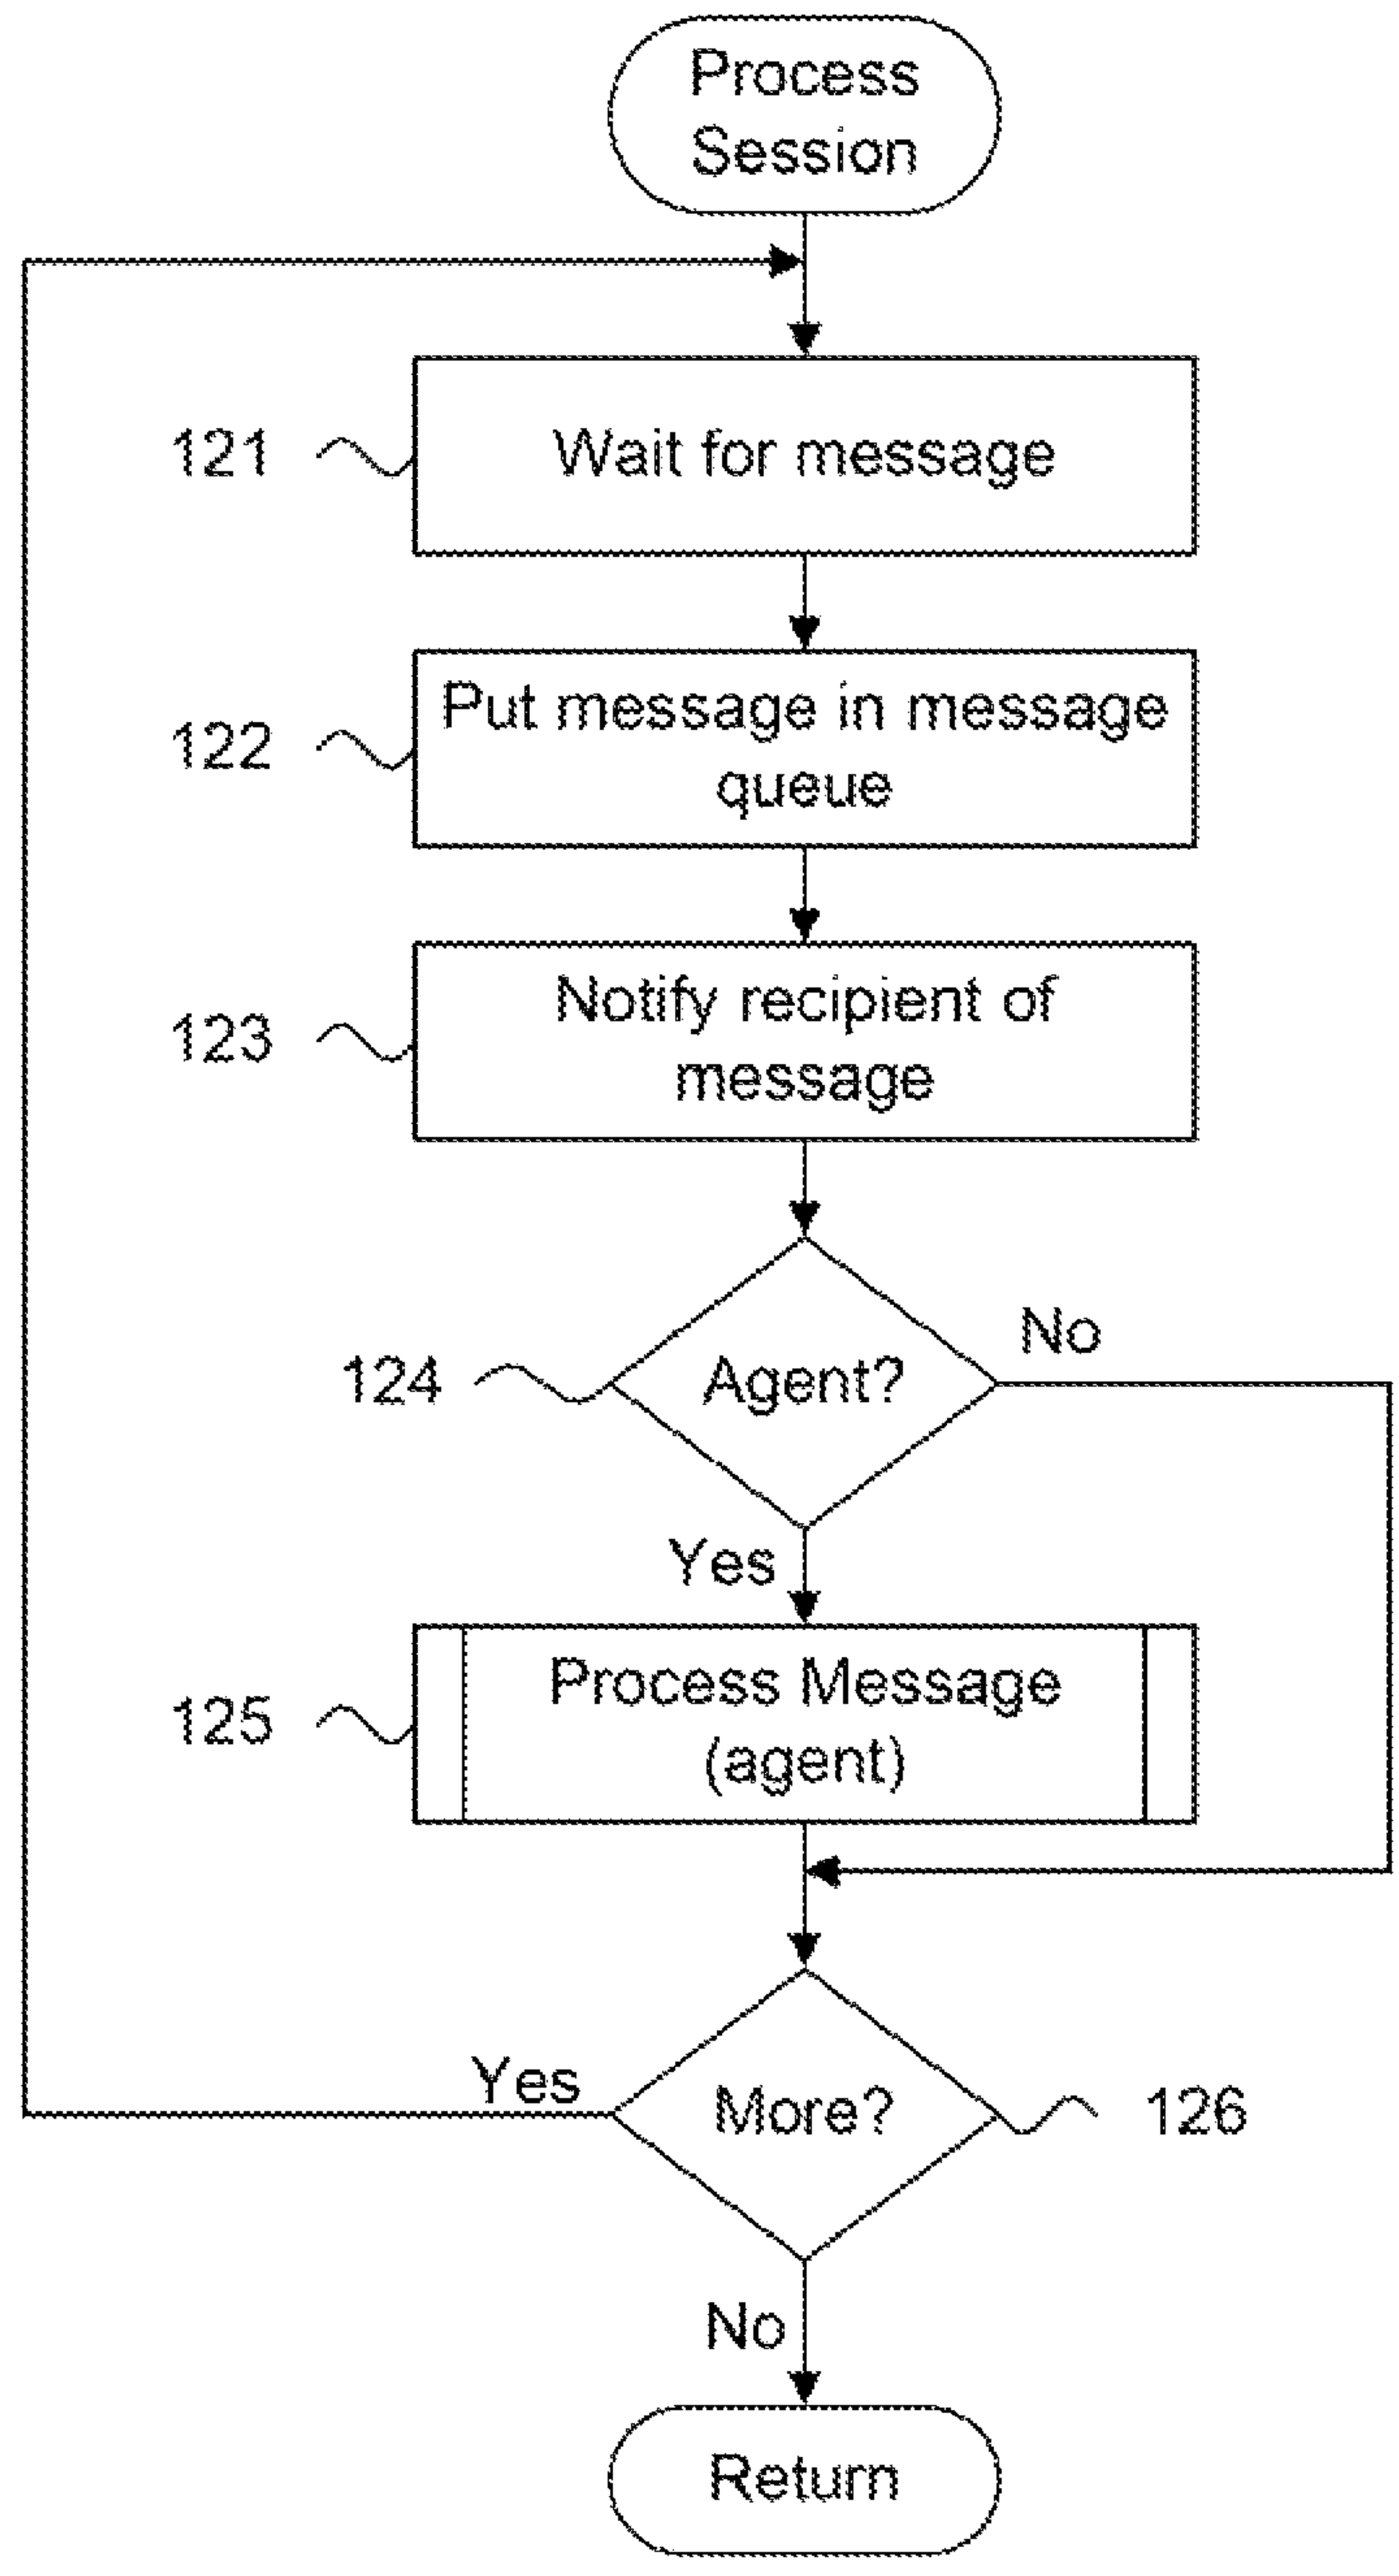 Process
Session
121
Wait for message
122
Put message in message
queue
123
Notify recipient of
message
124
Agent?
No
Yes
125
Process Message
(agent)
Yes
More?
126
No
Return